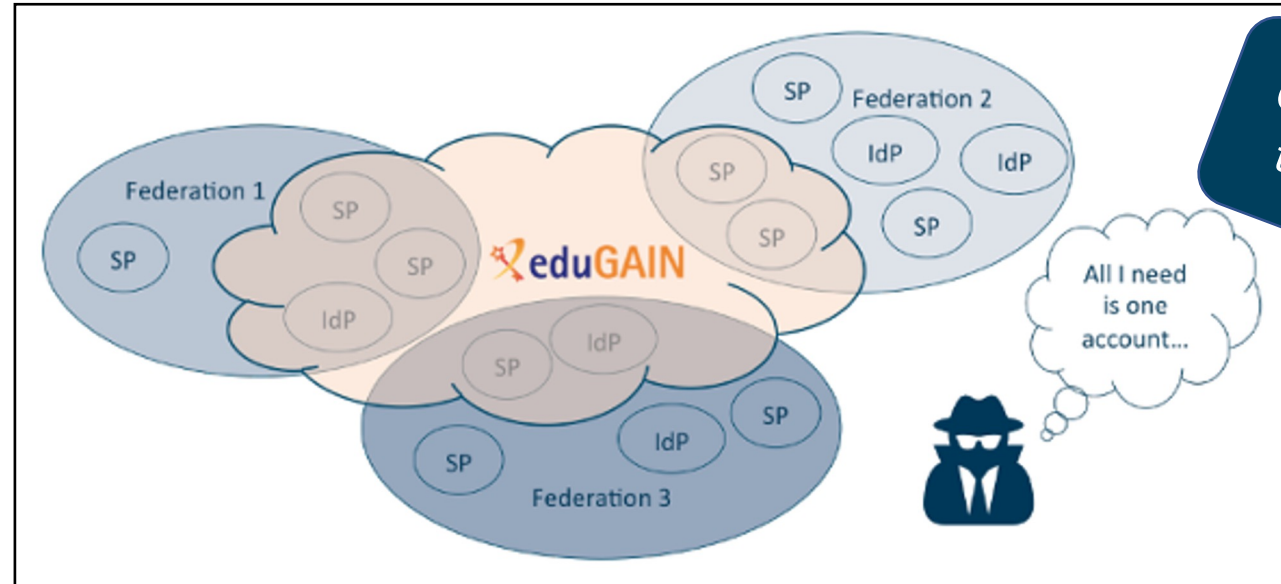 Federation 1
SP
SP
SP
IdP
eduGAIN
SP
Federation 2
IdP
IdP
SP
SP
SP
SP
IdP
SP
IdP
SP
Federation 3
All I need
is one
account...